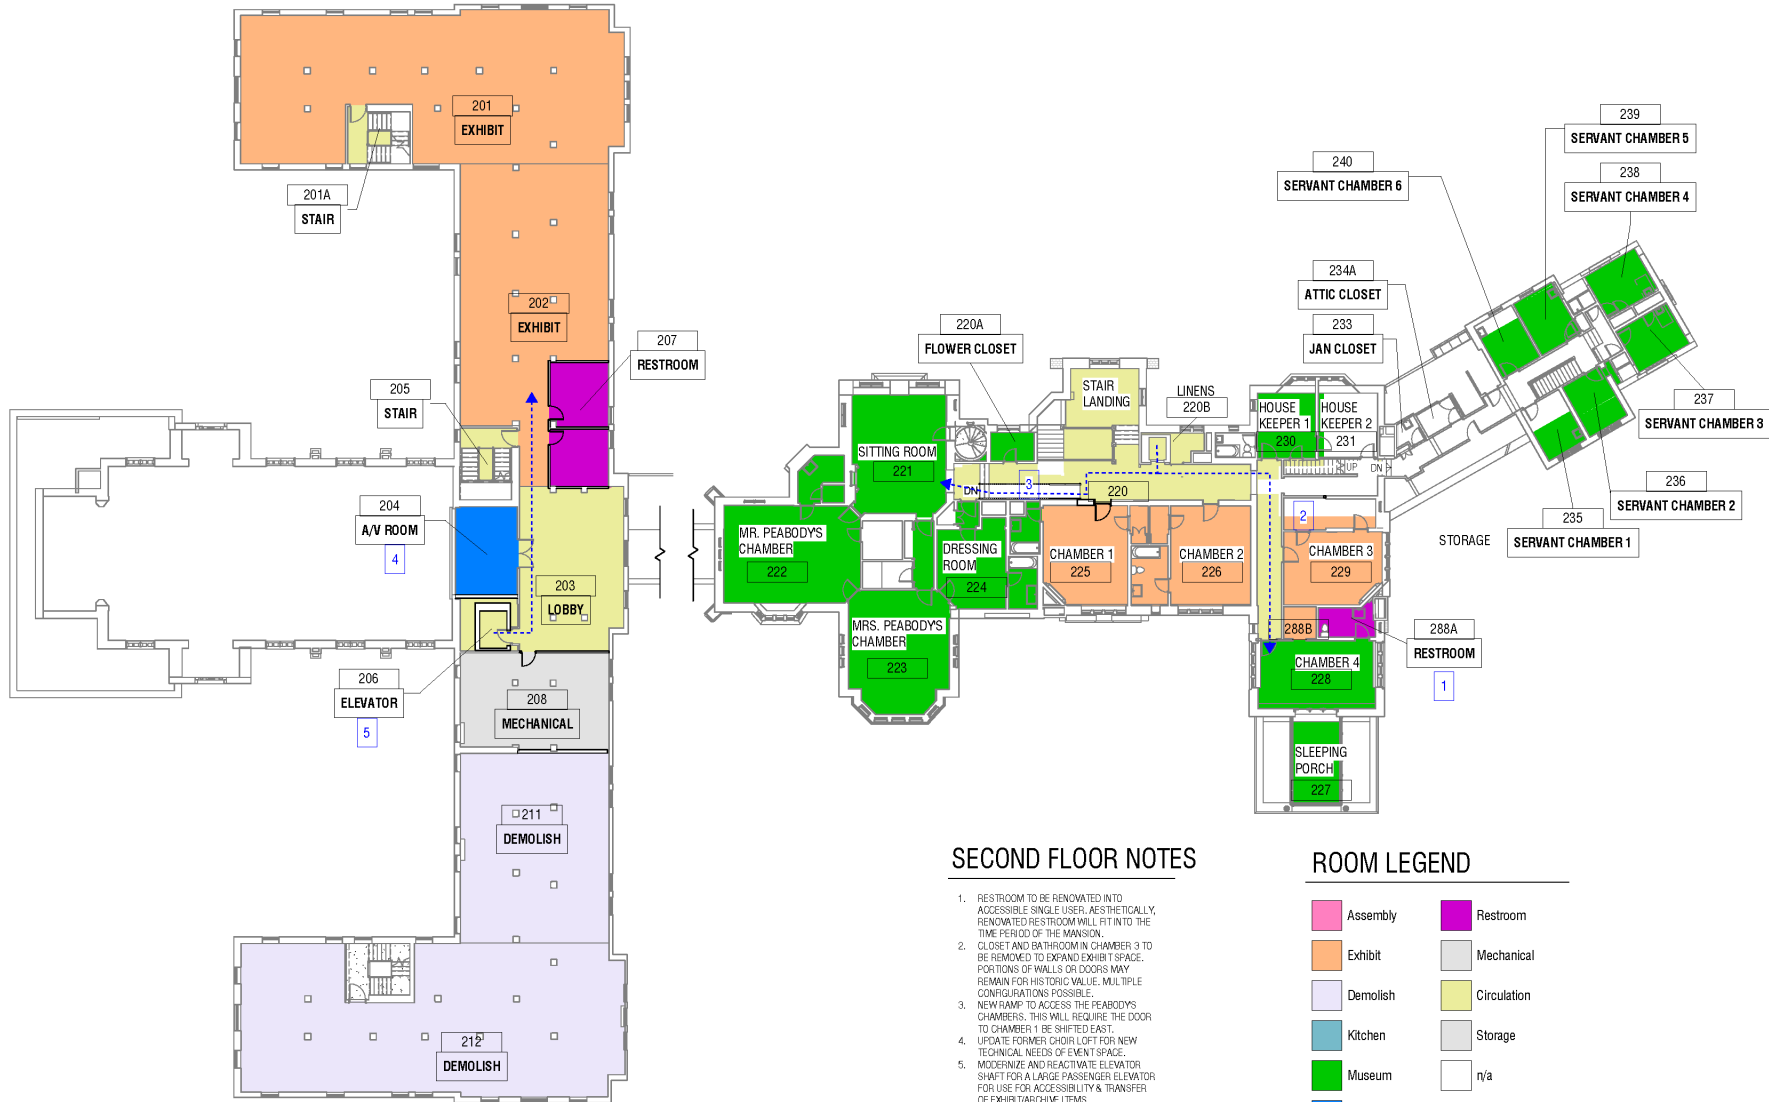 201
EXHIBIT
201A
STAIR
202
EXHIBIT
207
RESTROOM
205
STAIR
204
A/V ROOM
4
203
LOBBY
206
ELEVATOR
5
208
MECHANICAL
211
DEMOLISH
212
DEMOLISH
239
SERVANT CHAMBER 5
240
SERVANT CHAMBER 6
238
SERVANT CHAMBER 4
234A
ATTIC CLOSET
233
JAN CLOSET
220A
FLOWER CLOSET
STAIR
LANDING
LINENS
220B
HOUSE
KEEPER 1
230
HOUSE
KEEPER 2
231
UP
DN
237
SERVANT CHAMBER 3
236
SERVANT CHAMBER 2
235
SERVANT CHAMBER 1
STORAGE
SITTING ROOM
221
DN
3
220
2
MR. PEABODY'S
CHAMBER
222
DRESSING
ROOM
224
CHAMBER 1
225
CHAMBER 2
226
CHAMBER 3
229
MRS. PEABODY'S
CHAMBER
223
288B
288A
RESTROOM
1
CHAMBER 4
228
SLEEPING
PORCH
227
SECOND FLOOR NOTES
1. RESTROOM TO BE RENOVATED INTO
ACCESSIBLE SINGLE USER. AESTHETICALLY,
RENOVATED RESTROOM WILL FIT INTO THE
TIME PERIOD OF THE MANSION.
2. CLOSET AND BATHROOM IN CHAMBER 3 TO
BE REMOVED TO EXPAND EXHIBIT SPACE.
PORTIONS OF WALLS OR DOORS MAY
REMAIN FOR HISTORIC VALUE. MULTIPLE
CONFIGURATIONS POSSIBLE.
3. NEW RAMP TO ACCESS THE PEABODY'S
CHAMBERS. THIS WILL REQUIRE THE DOOR
TO CHAMBER 1 BE SHIFTED EAST.
4. UPDATE FORMER CHOIR LOFT FOR NEW
TECHNICAL NEEDS OF EVENT SPACE.
5. MODERNIZE AND REACTIVATE ELEVATOR
SHAFT FOR A LARGE PASSENGER ELEVATOR
FOR USE FOR ACCESSIBILITY & TRANSFER
OF EXHIBIT/ARCHIVE ITEMS.
ROOM LEGEND
Assembly
Exhibit
Demolish
Kitchen
Museum
Restroom
Mechanical
Circulation
Storage
n/a